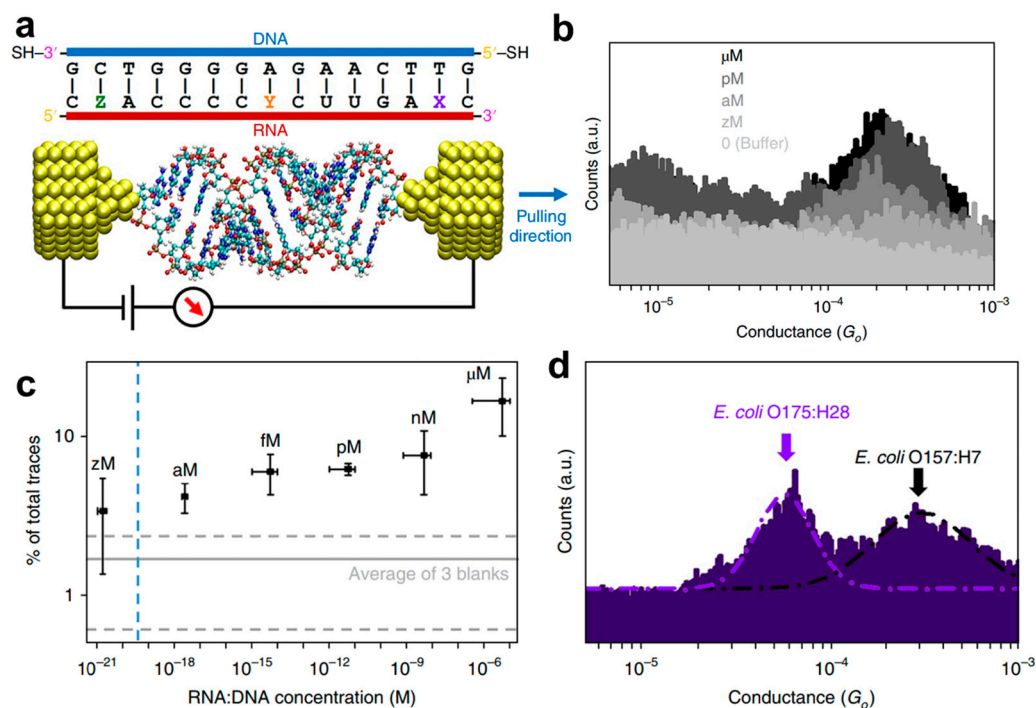 a
DNA
SH–3′ 5′–SH
G C T G G G G A G A A C T T G
C Z A C C C C Y C U U G A X C
5′ 3′
RNA
Pulling
direction
b
μM
pM
aM
zM
0 (Buffer)
Counts (a.u.)
10⁻⁵ 10⁻⁴ 10⁻³
Conductance (Gₒ)
c
% of total traces
10
1
zM
aM
fM
pM
nM
μM
Average of 3 blanks
10⁻²¹ 10⁻¹⁸ 10⁻¹⁵ 10⁻¹² 10⁻⁹ 10⁻⁶
RNA:DNA concentration (M)
d
E. coli O175:H28
E. coli O157:H7
Counts (a.u.)
10⁻⁵ 10⁻⁴ 10⁻³
Conductance (Gₒ)